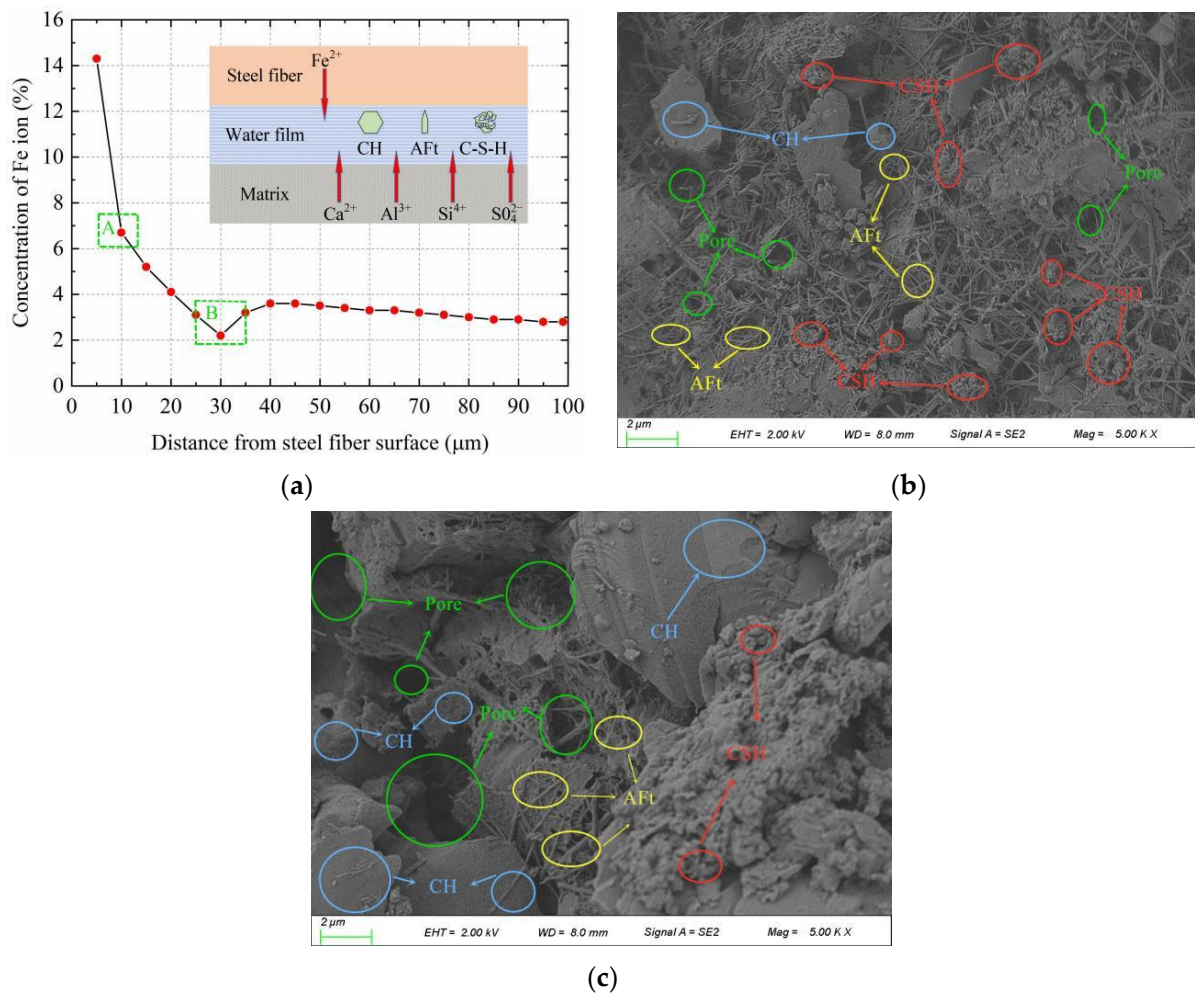 16
14
12
10
8
6
4
2
0
Concentration of Fe ion (%)
0 10 20 30 40 50 60 70 80 90 100
Distance from steel fiber surface (μm)
A
B
Steel fiber
Fe2+
Water film
CH AFt C-S-H
Matrix
Ca2+ Al3+ Si4+ S04 2−
(a)
CSH
CH
Pore
AFt
Pore
CSH
AFt
CSH
2 μm
EHT = 2.00 kV WD = 8.0 mm Signal A = SE2 Mag = 5.00 K X
(b)
Pore
CH
Pore
CH
CSH
AFt
CH
2 μm
EHT = 2.00 kV WD = 8.0 mm Signal A = SE2 Mag = 5.00 K X
(c)